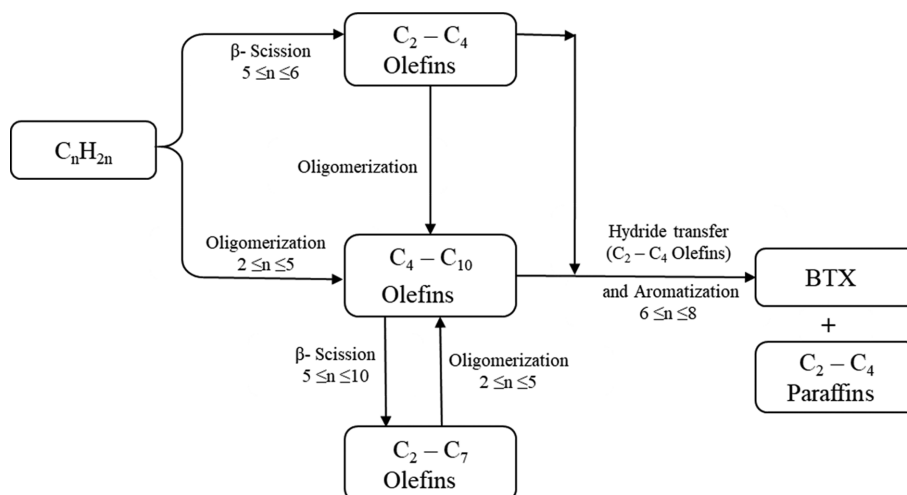 CₙH₂ₙ
β- Scission
5 ≤n ≤6
C₂ – C₄
Olefins
Oligomerization
Oligomerization
2 ≤n ≤5
C₄ – C₁₀
Olefins
Hydride transfer
(C₂ – C₄ Olefins)
and Aromatization
6 ≤n ≤8
BTX
+
C₂ – C₄
Paraffins
β- Scission
5 ≤n ≤10
Oligomerization
2 ≤n ≤5
C₂ – C₇
Olefins